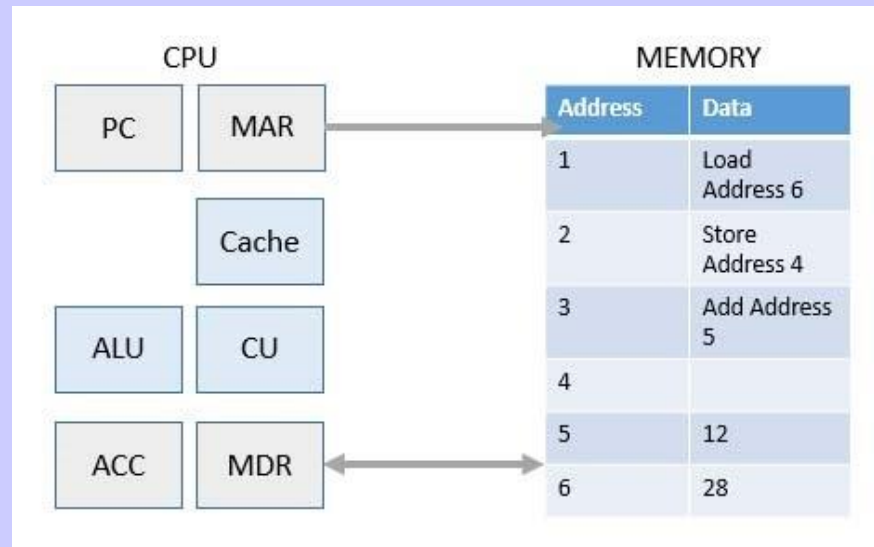 CPU
PC
MAR
Cache
ALU
CU
ACC
MDR
MEMORY
Address Data
1 Load
Address 6
2 Store
Address 4
3 Add Address
5
4
5 12
6 28